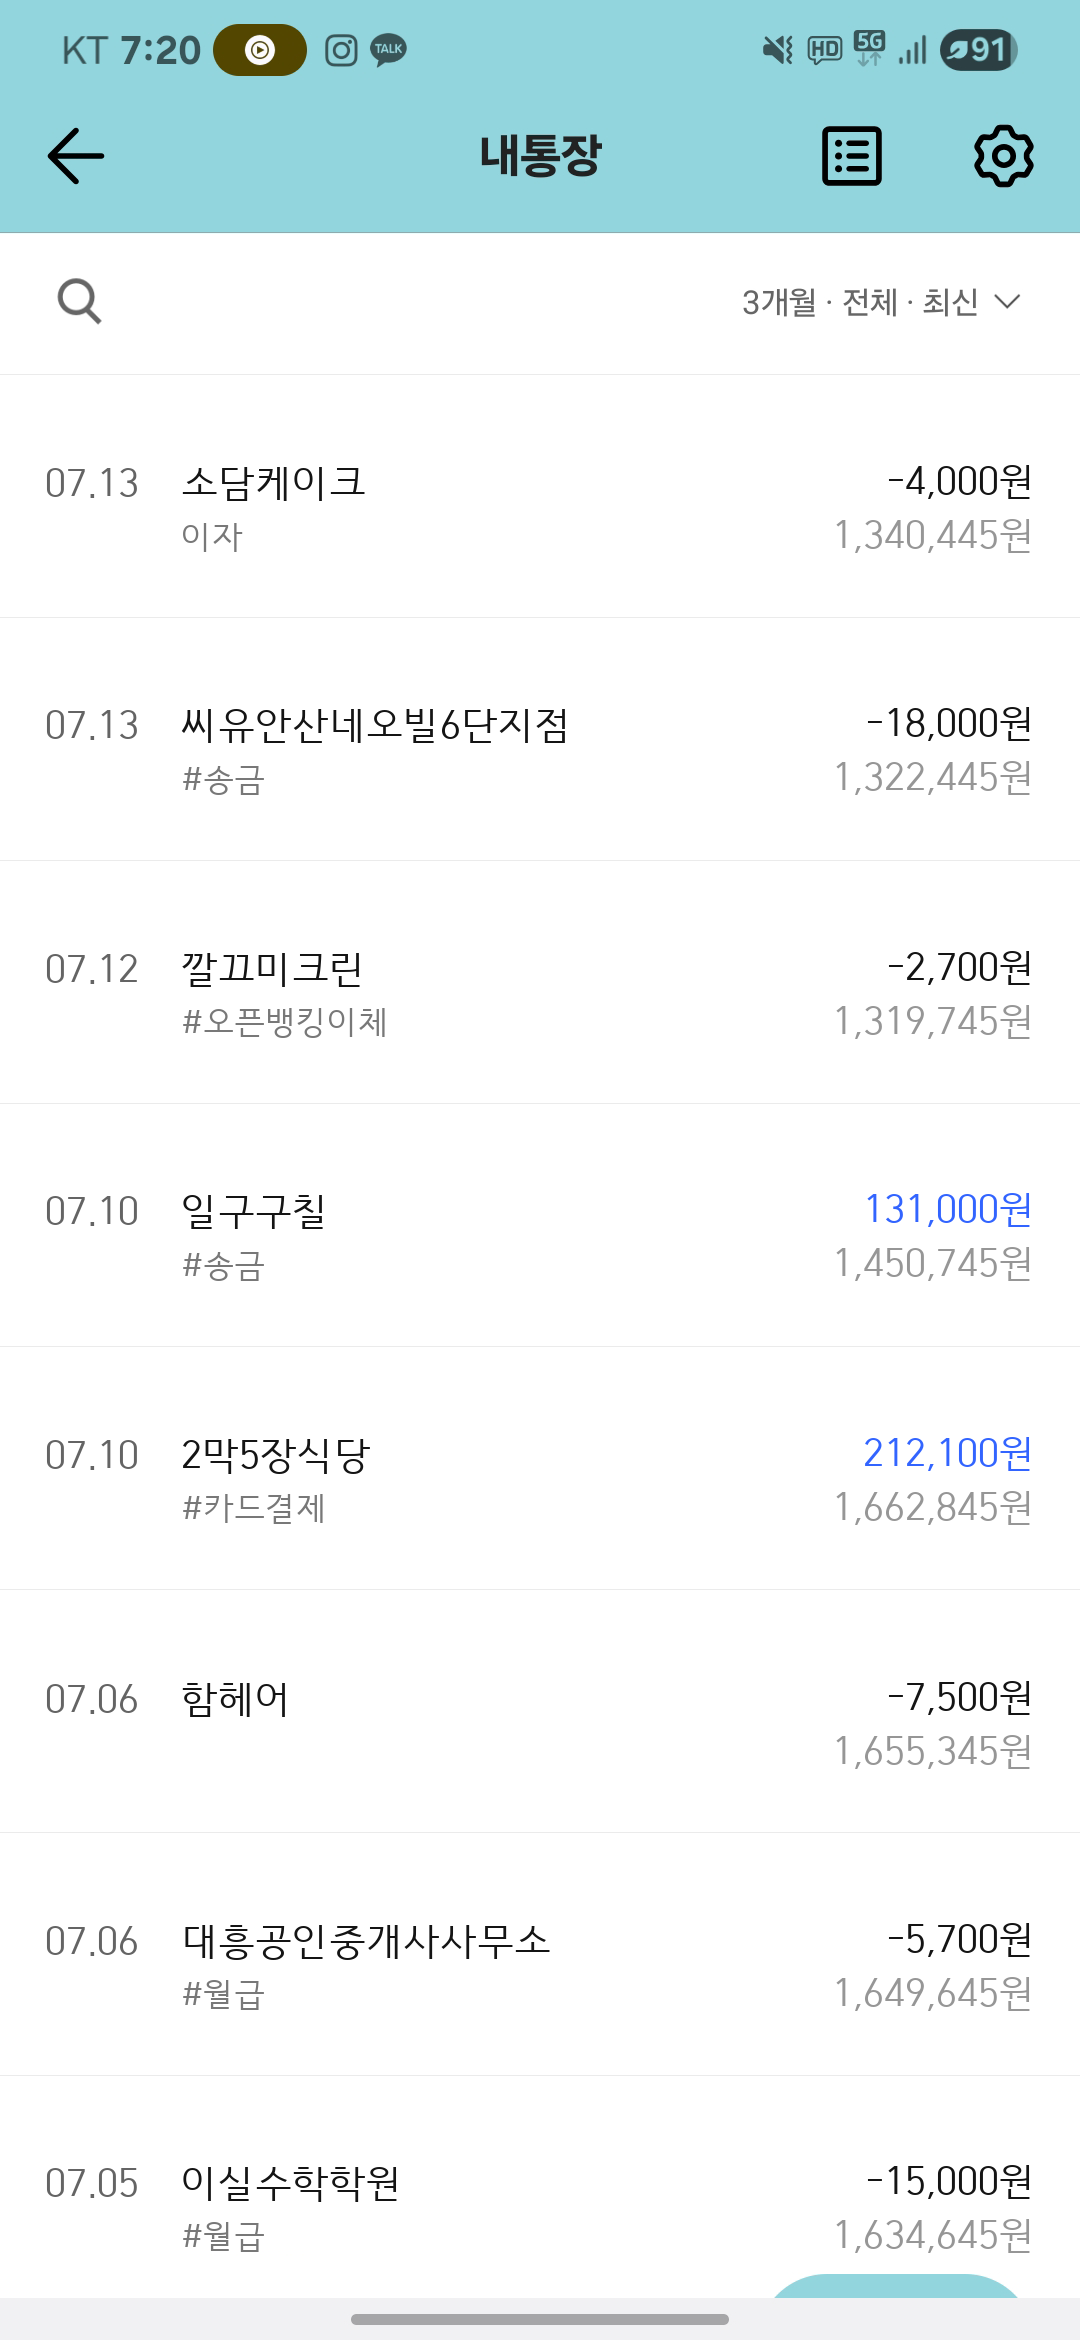 KT 7:20 TALK HD 5G 91
내통장
3개월 · 전체 · 최신
07.13 소담케이크 -4,000원
이자 1,340,445원
07.13 씨유안산네오빌6단지점 -18,000원
#송금 1,322,445원
07.12 깔끄미크린 -2,700원
#오픈뱅킹이체 1,319,745원
07.10 일구구칠 131,000원
#송금 1,450,745원
07.10 2막5장식당 212,100원
#카드결제 1,662,845원
07.06 함헤어 -7,500원
1,655,345원
07.06 대흥공인중개사사무소 -5,700원
#월급 1,649,645원
07.05 이실수학학원 -15,000원
#월급 1,634,645원